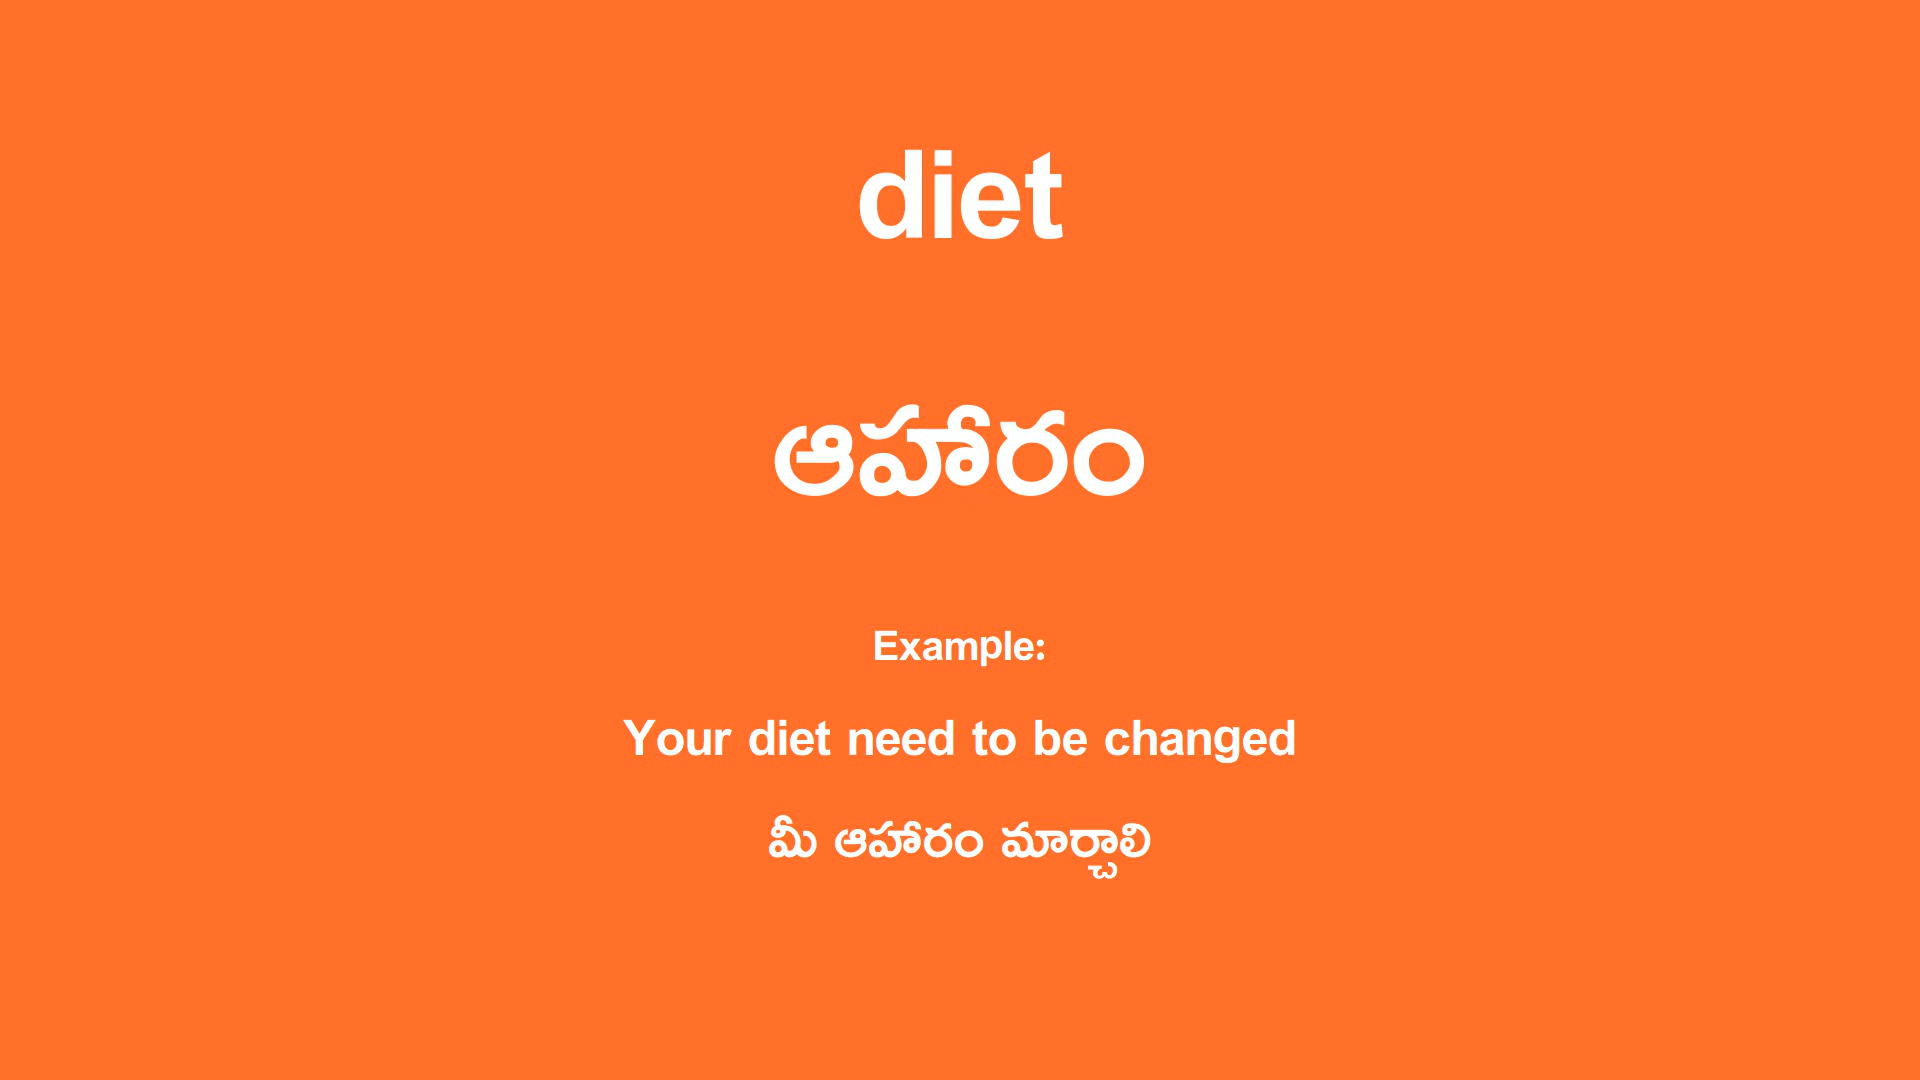 diet
ఆహారం
Example:
Your diet need to be changed
మీ ఆహారం మార్చాలి